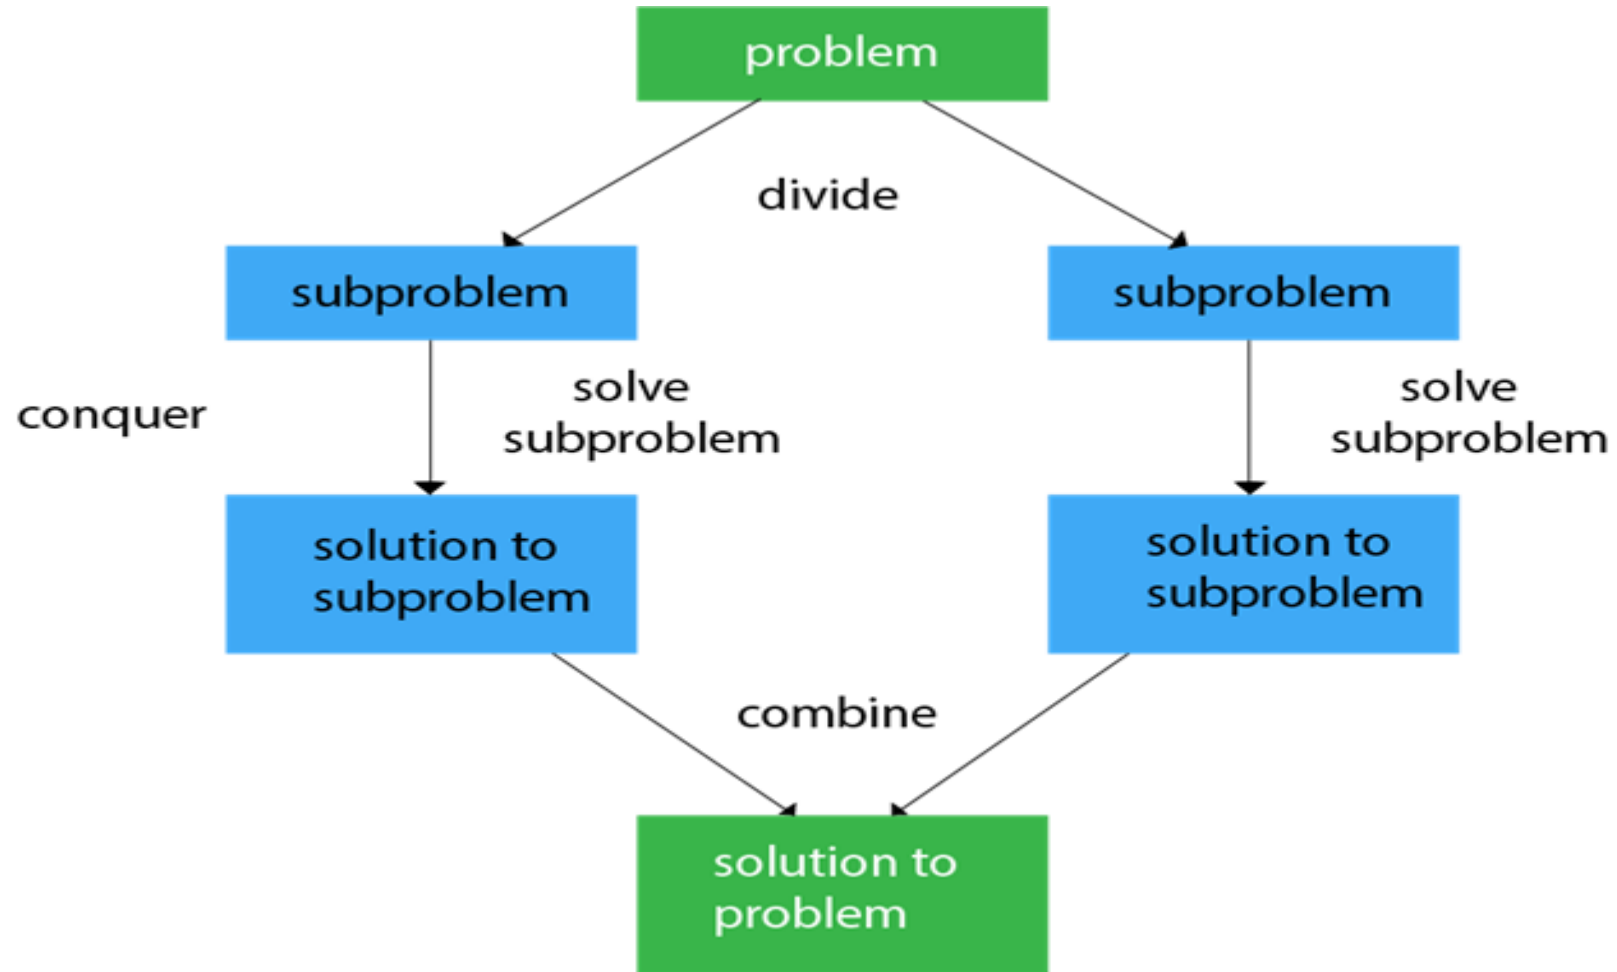 problem
divide
subproblem
subproblem
conquer
solve
subproblem
solve
subproblem
solution to
subproblem
solution to
subproblem
combine
solution to
problem